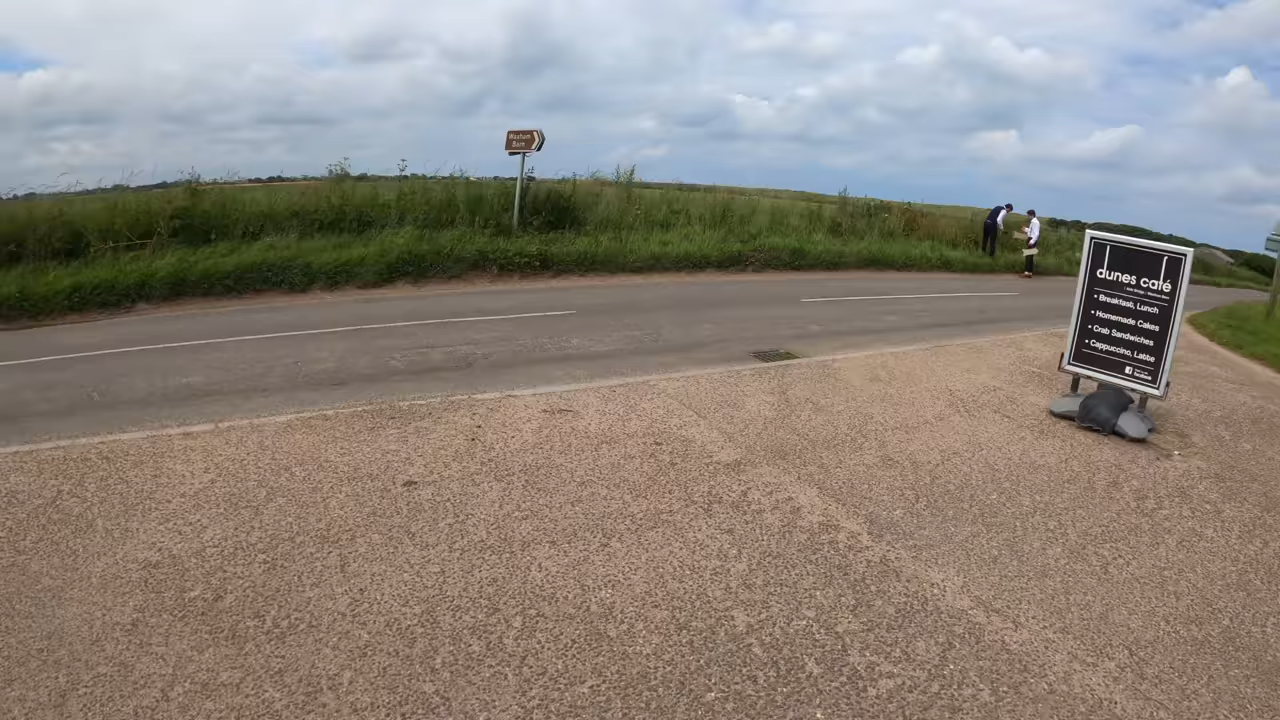 Waxham
Barn
dunes café
• Breakfast, Lunch
• Homemade Cakes
• Crab Sandwiches
• Cappuccino, Latte